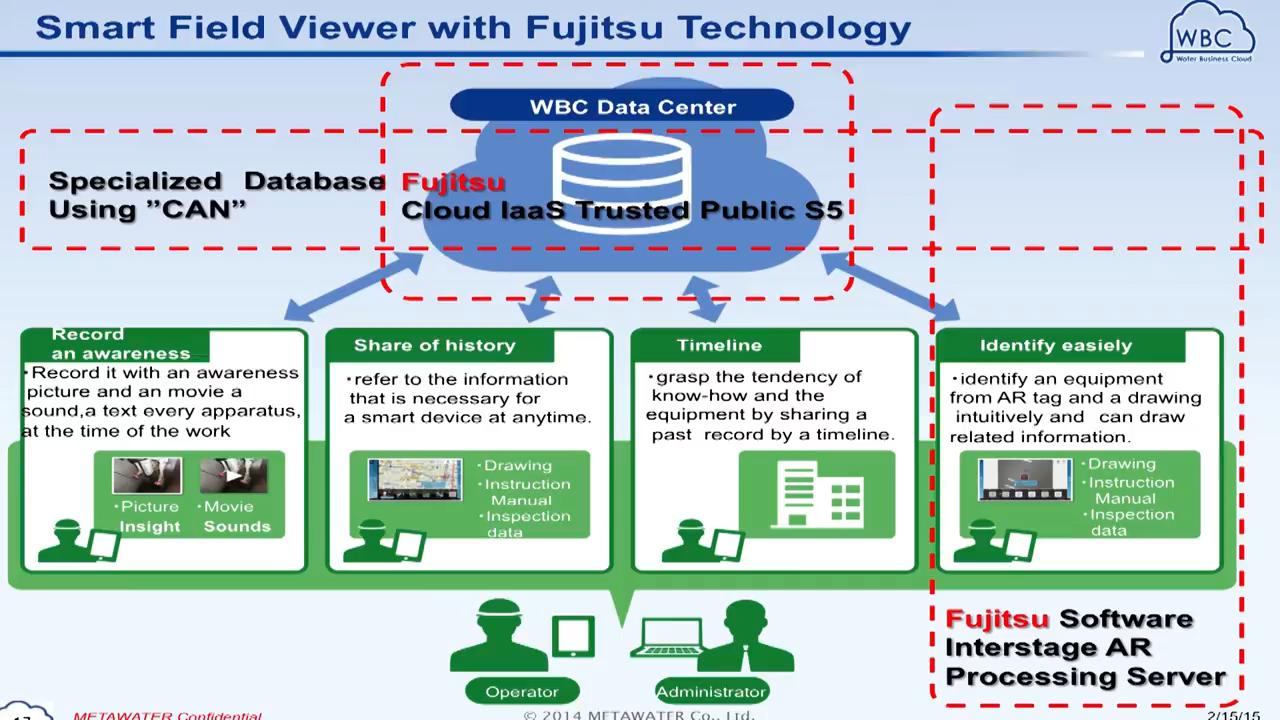 Smart Field Viewer with Fujitsu Technology
WBC
Water Business Cloud
WBC Data Center
Specialized Database
Using ”CAN”
Fujitsu
Cloud IaaS Trusted Public S5
Record
an awareness
・Record it with an awareness
picture and an movie a
sound,a text every apparatus,
at the time of the work
・Picture
Insight
・Movie
Sounds
Share of history
・refer to the information
that is necessary for
a smart device at anytime.
・Drawing
・Instruction
Manual
・Inspection
data
Timeline
・grasp the tendency of
know-how and the
equipment by sharing a
past record by a timeline.
Identify easiely
・identify an equipment
from AR tag and a drawing
intuitively and can draw
related information.
・Drawing
・Instruction
Manual
・Inspection
data
Fujitsu Software
Interstage AR
Processing Server
Operator
Administrator
METAWATER Confidential
© 2014 METAWATER Co., Ltd.
2/15/15